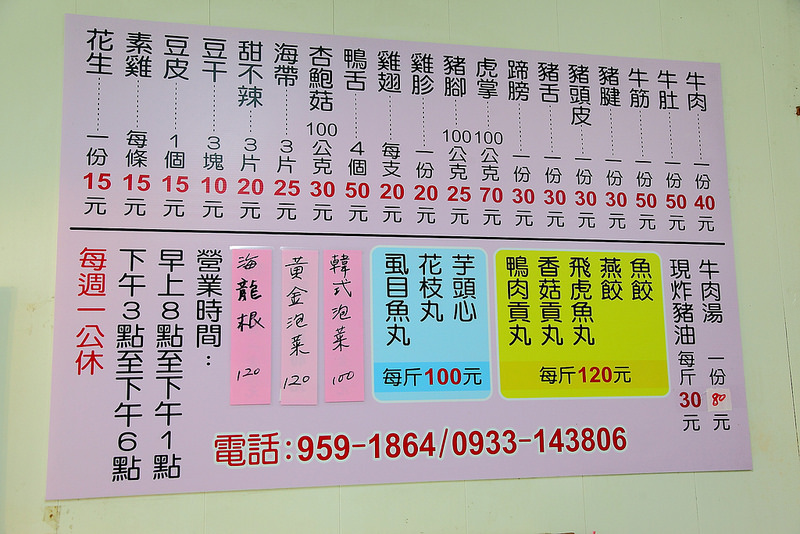 牛肉 一份40元
牛肚 一份50元
牛筋 一份50元
豬腱 一份30元
豬頭皮 一份30元
豬舌 一份30元
蹄膀 一份30元
虎掌 100公克70元
豬腳 100公克25元
雞胗 一份20元
雞翅 每支20元
鴨舌 4個50元
杏鮑菇 100公克30元
海帶 3片25元
甜不辣 3片20元
豆干 3塊10元
豆皮 1個15元
素雞 每條15元
花生 一份15元
牛肉湯 一份80元
現炸豬油 每斤30元
魚餃
燕餃
飛虎魚丸
香菇貢丸
鴨肉貢丸
每斤120元
芋頭心
花枝丸
虱目魚丸
每斤100元
韓式泡菜 100
黃金泡菜 120
海龍根 120
營業時間：
早上8點至下午1點
下午3點至下午6點
每週一公休
電話:959-1864/0933-143806